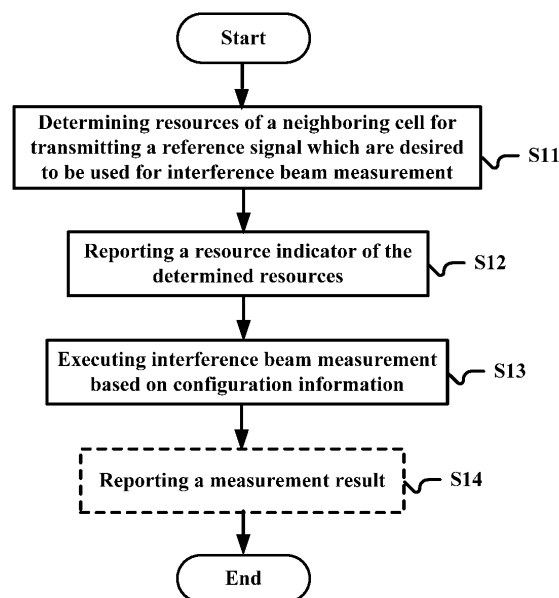 Start
Determining resources of a neighboring cell for
transmitting a reference signal which are desired
to be used for interference beam measurement
S11
Reporting a resource indicator of the
determined resources
S12
Executing interference beam measurement
based on configuration information
S13
Reporting a measurement result
S14
End